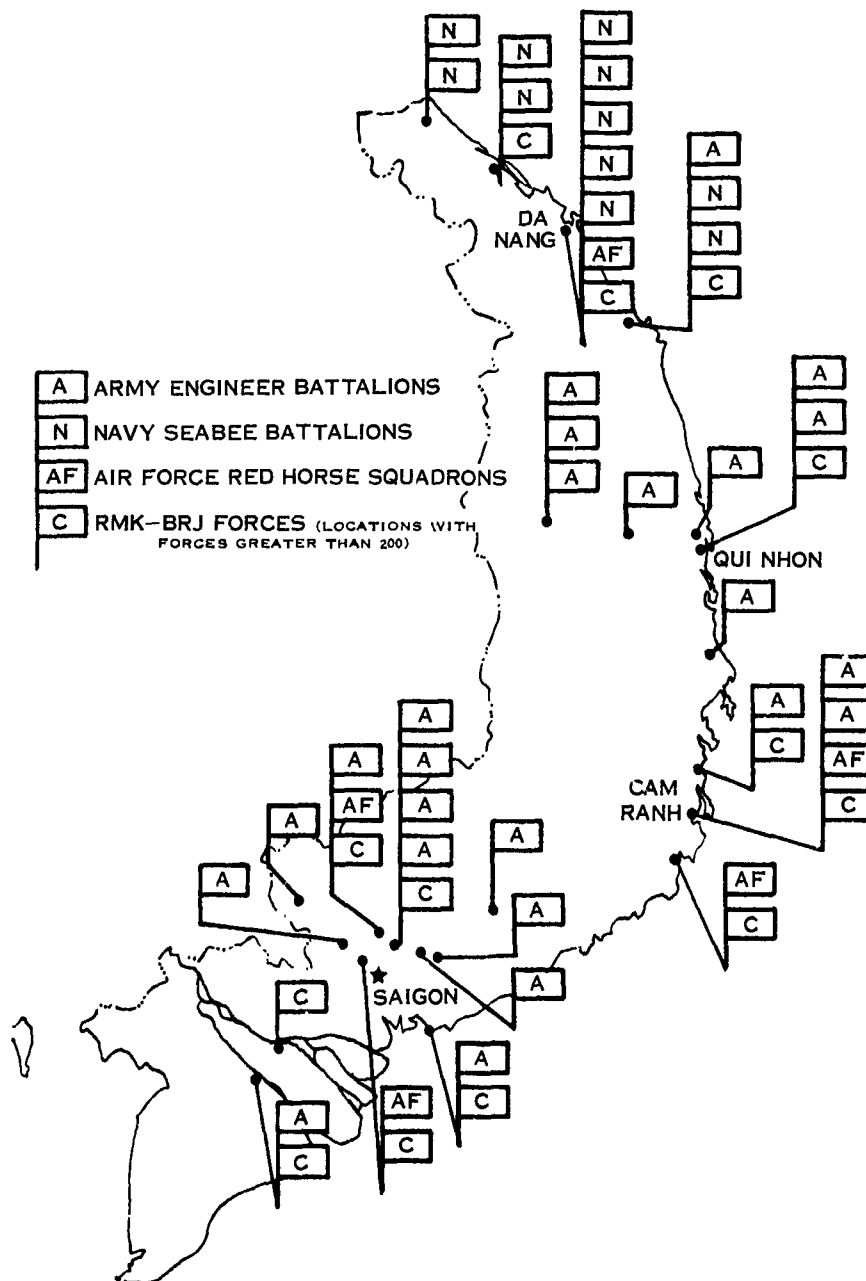 N
N
N
N
C
N
N
N
N
N
AF
C
A
N
N
C
DA
NANG
A ARMY ENGINEER BATTALIONS
N NAVY SEABEE BATTALIONS
AF AIR FORCE RED HORSE SQUADRONS
C RMK-BRJ FORCES (LOCATIONS WITH
FORCES GREATER THAN 200)
A
A
A
A
A
A
A
C
QUI NHON
A
A
A
AF
C
A
C
CAM
RANH
A
A
A
A
C
A
AF
C
A
A
A
AF
C
A
A
SAIGON
C
A
C
AF
C
A
C